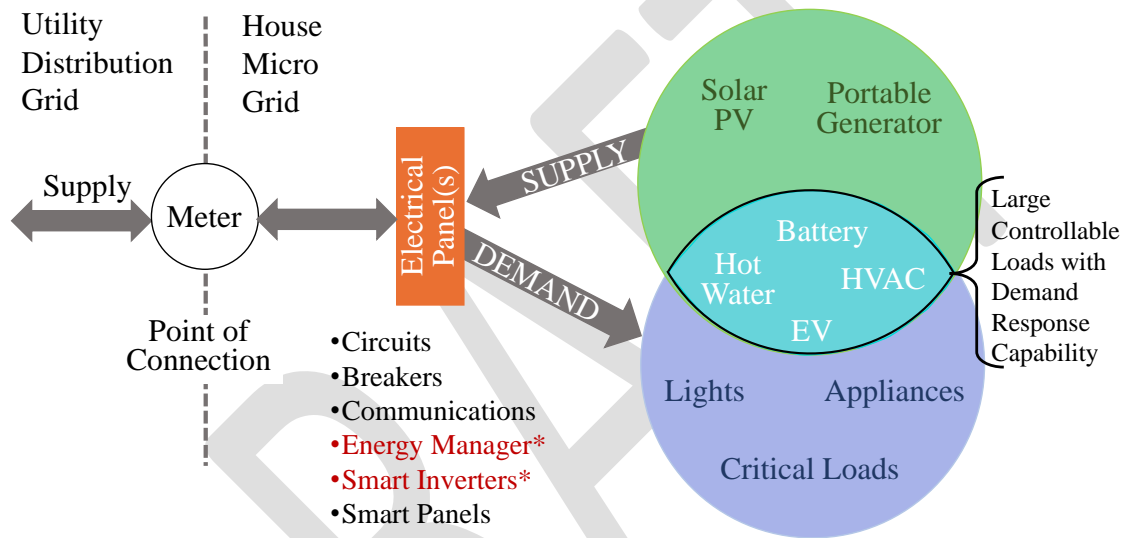 Utility
Distribution
Grid
House
Micro
Grid
Supply
Meter
Point of
Connection
Electrical
Panel(s)
SUPPLY
DEMAND
•Circuits
•Breakers
•Communications
•Energy Manager*
•Smart Inverters*
•Smart Panels
Solar
PV
Portable
Generator
Battery
Hot
Water
HVAC
EV
Lights
Appliances
Critical Loads
Large
Controllable
Loads with
Demand
Response
Capability
DRAFT